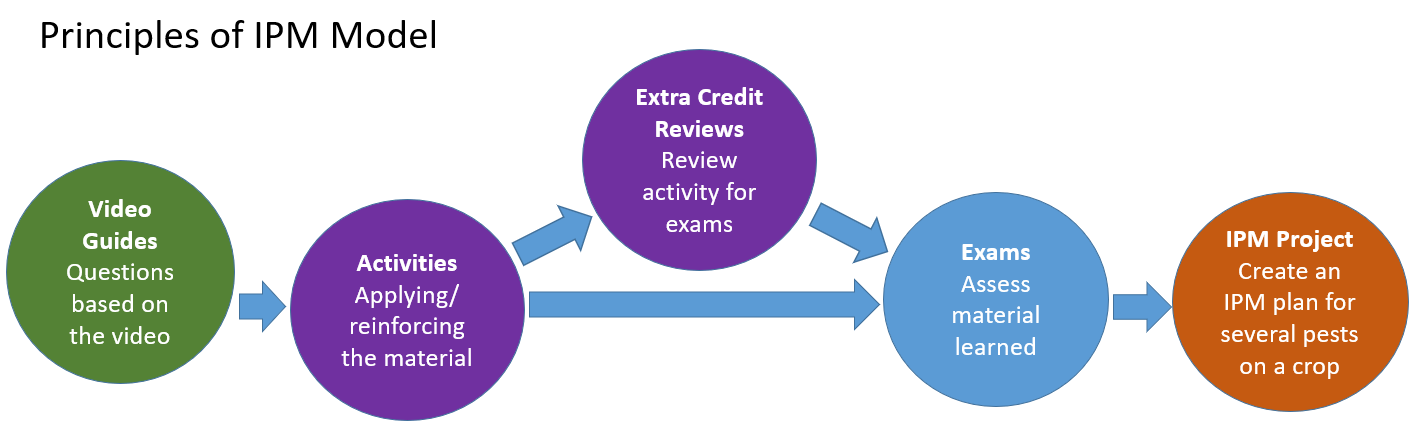 Principles of IPM Model
Video
Guides
Questions
based on
the video
Activities
Applying/
reinforcing
the material
Extra Credit
Reviews
Review
activity for
exams
Exams
Assess
material
learned
IPM Project
Create an
IPM plan for
several pests
on a crop